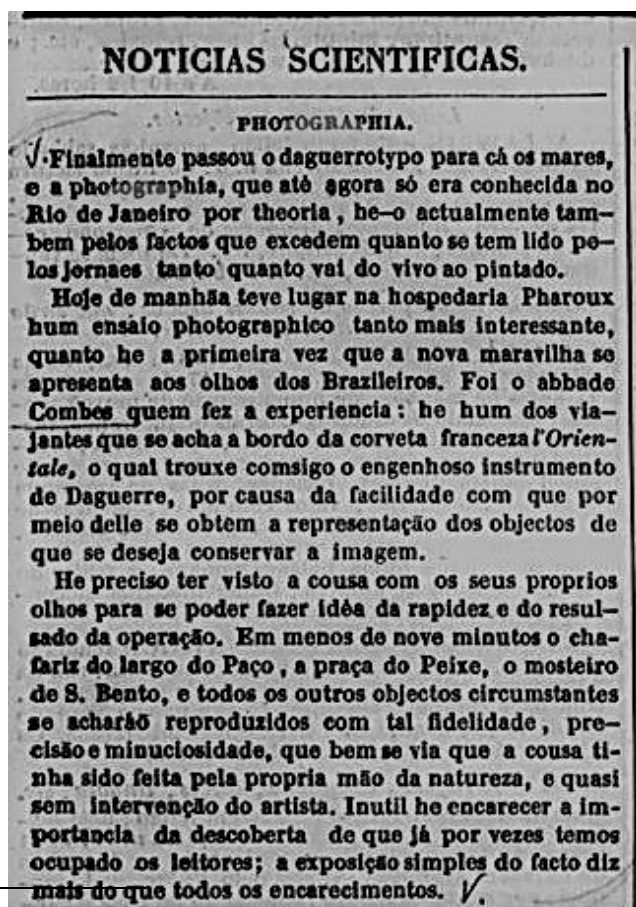 NOTICIAS SCIENTIFICAS.
PHOTOGRAPHIA.
Finalmente passou o daguerrotypo para cá os mares,
e a photographia, que até agora só era conhecida no
Rio de Janeiro por theoria, he-o actualmente tam-
bem pelos factos que excedem quanto se tem lido pe-
los jornaes tanto quanto vai do vivo ao pintado.
Hoje de manhãa teve lugar na hospedaria Pharoux
hum ensaio photographico tanto mais interessante,
quanto he a primeira vez que a nova maravilha se
apresenta aos olhos dos Brazileiros. Foi o abbade
Combes quem fez a experiencia: he hum dos via-
jantes que se acha a bordo da corveta franceza l'Orien-
tale, o qual trouxe comsigo o engenhoso instrumento
de Daguerre, por causa da facilidade com que por
meio delle se obtem a representação dos objectos de
que se deseja conservar a imagem.
He preciso ter visto a cousa com os seus proprios
olhos para se poder fazer idêa da rapidez e do resul-
sado da operação. Em menos de nove minutos o cha-
fariz do largo do Paço, a praça do Peixe, o mosteiro
de S. Bento, e todos os outros objectos circumstantes
se acharão reproduzidos com tal fidelidade, pre-
cisão e minuciosidade, que bem se via que a cousa ti-
nha sido feita pela propria mão da natureza, e quasi
sem intervenção do artista. Inutil he encarecer a im-
portancia da descoberta de que já por vezes temos
ocupado os leitores; a exposição simples do facto diz
mais do que todos os encarecimentos.